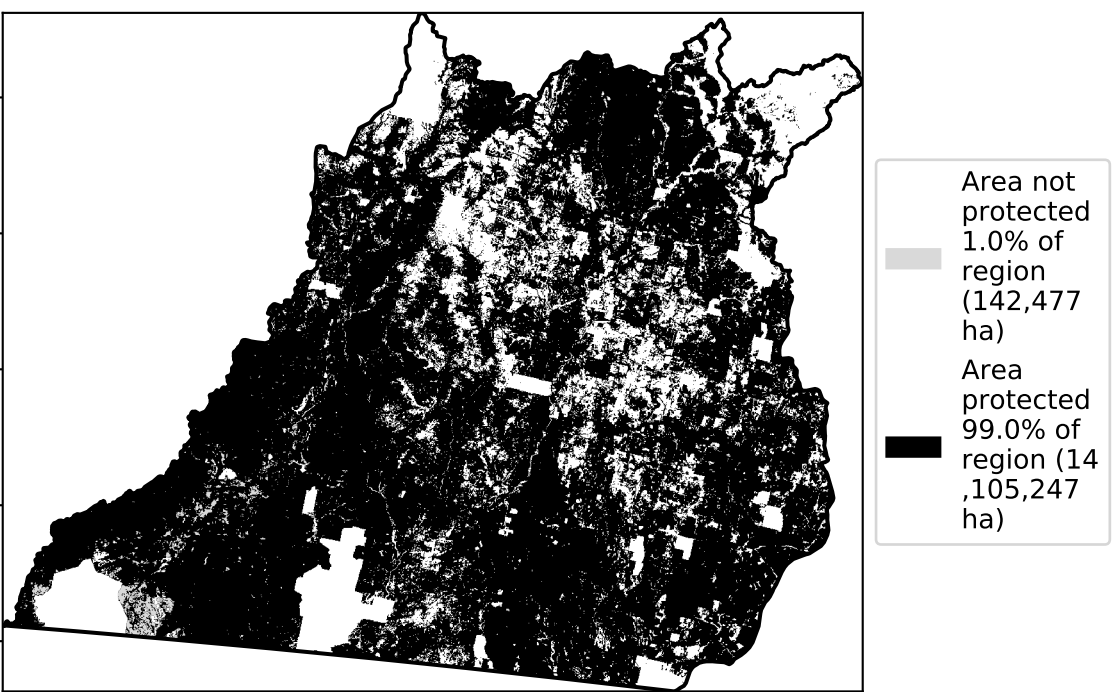 Area not
protected
1.0% of
region
(142,477
ha)
Area
protected
99.0% of
region (14
,105,247
ha)